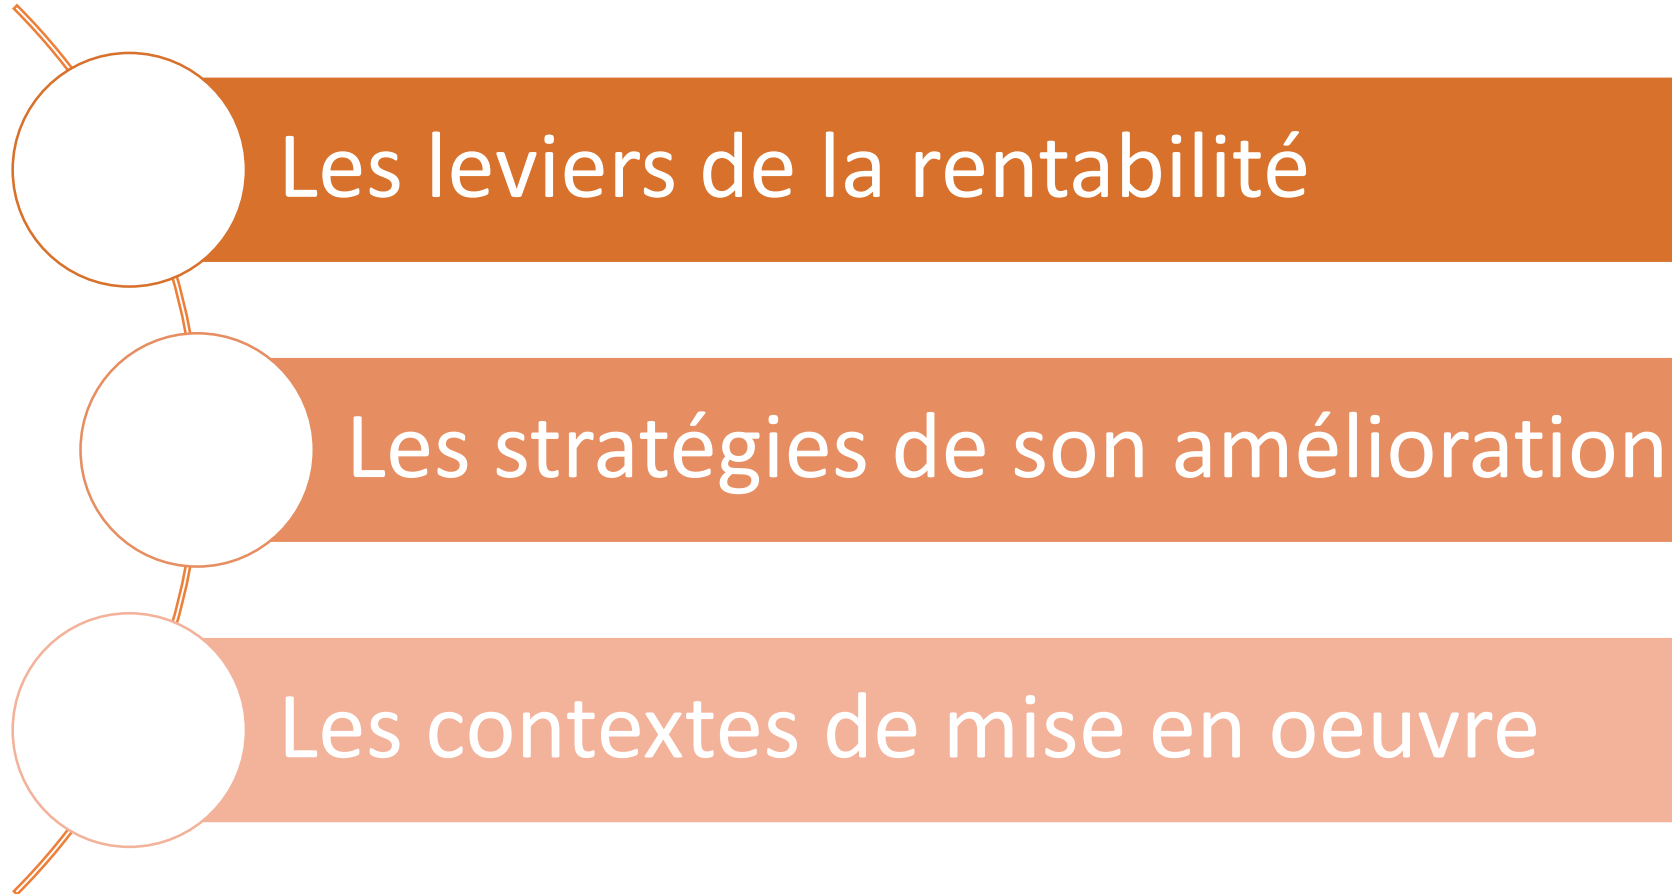 Les leviers de la rentabilité
Les stratégies de son amélioration
Les contextes de mise en oeuvre